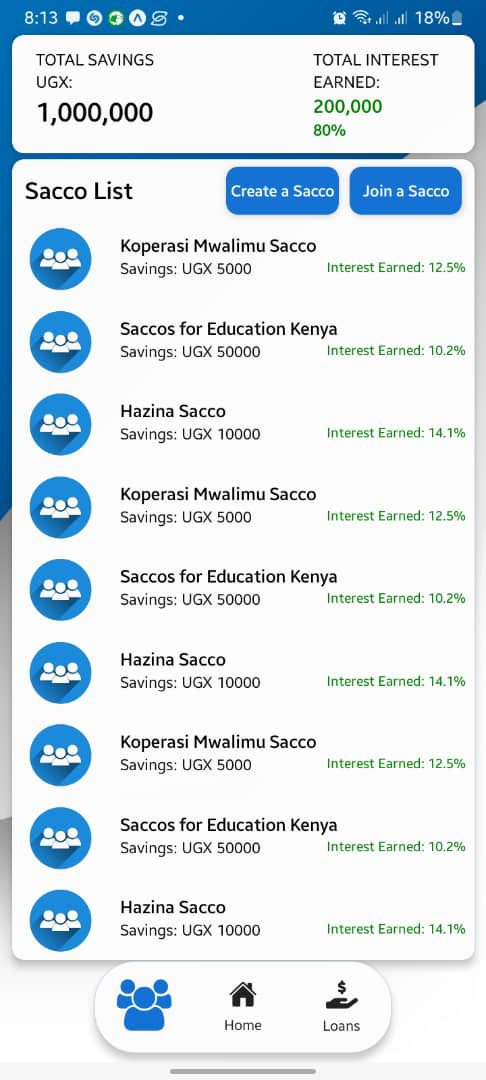 8:13
18%
TOTAL SAVINGS
UGX:
1,000,000
TOTAL INTEREST
EARNED:
200,000
80%
Sacco List
Create a Sacco
Join a Sacco
Koperasi Mwalimu Sacco
Savings: UGX 5000
Interest Earned: 12.5%
Saccos for Education Kenya
Savings: UGX 50000
Interest Earned: 10.2%
Hazina Sacco
Savings: UGX 10000
Interest Earned: 14.1%
Koperasi Mwalimu Sacco
Savings: UGX 5000
Interest Earned: 12.5%
Saccos for Education Kenya
Savings: UGX 50000
Interest Earned: 10.2%
Hazina Sacco
Savings: UGX 10000
Interest Earned: 14.1%
Koperasi Mwalimu Sacco
Savings: UGX 5000
Interest Earned: 12.5%
Saccos for Education Kenya
Savings: UGX 50000
Interest Earned: 10.2%
Hazina Sacco
Savings: UGX 10000
Interest Earned: 14.1%
Home
Loans